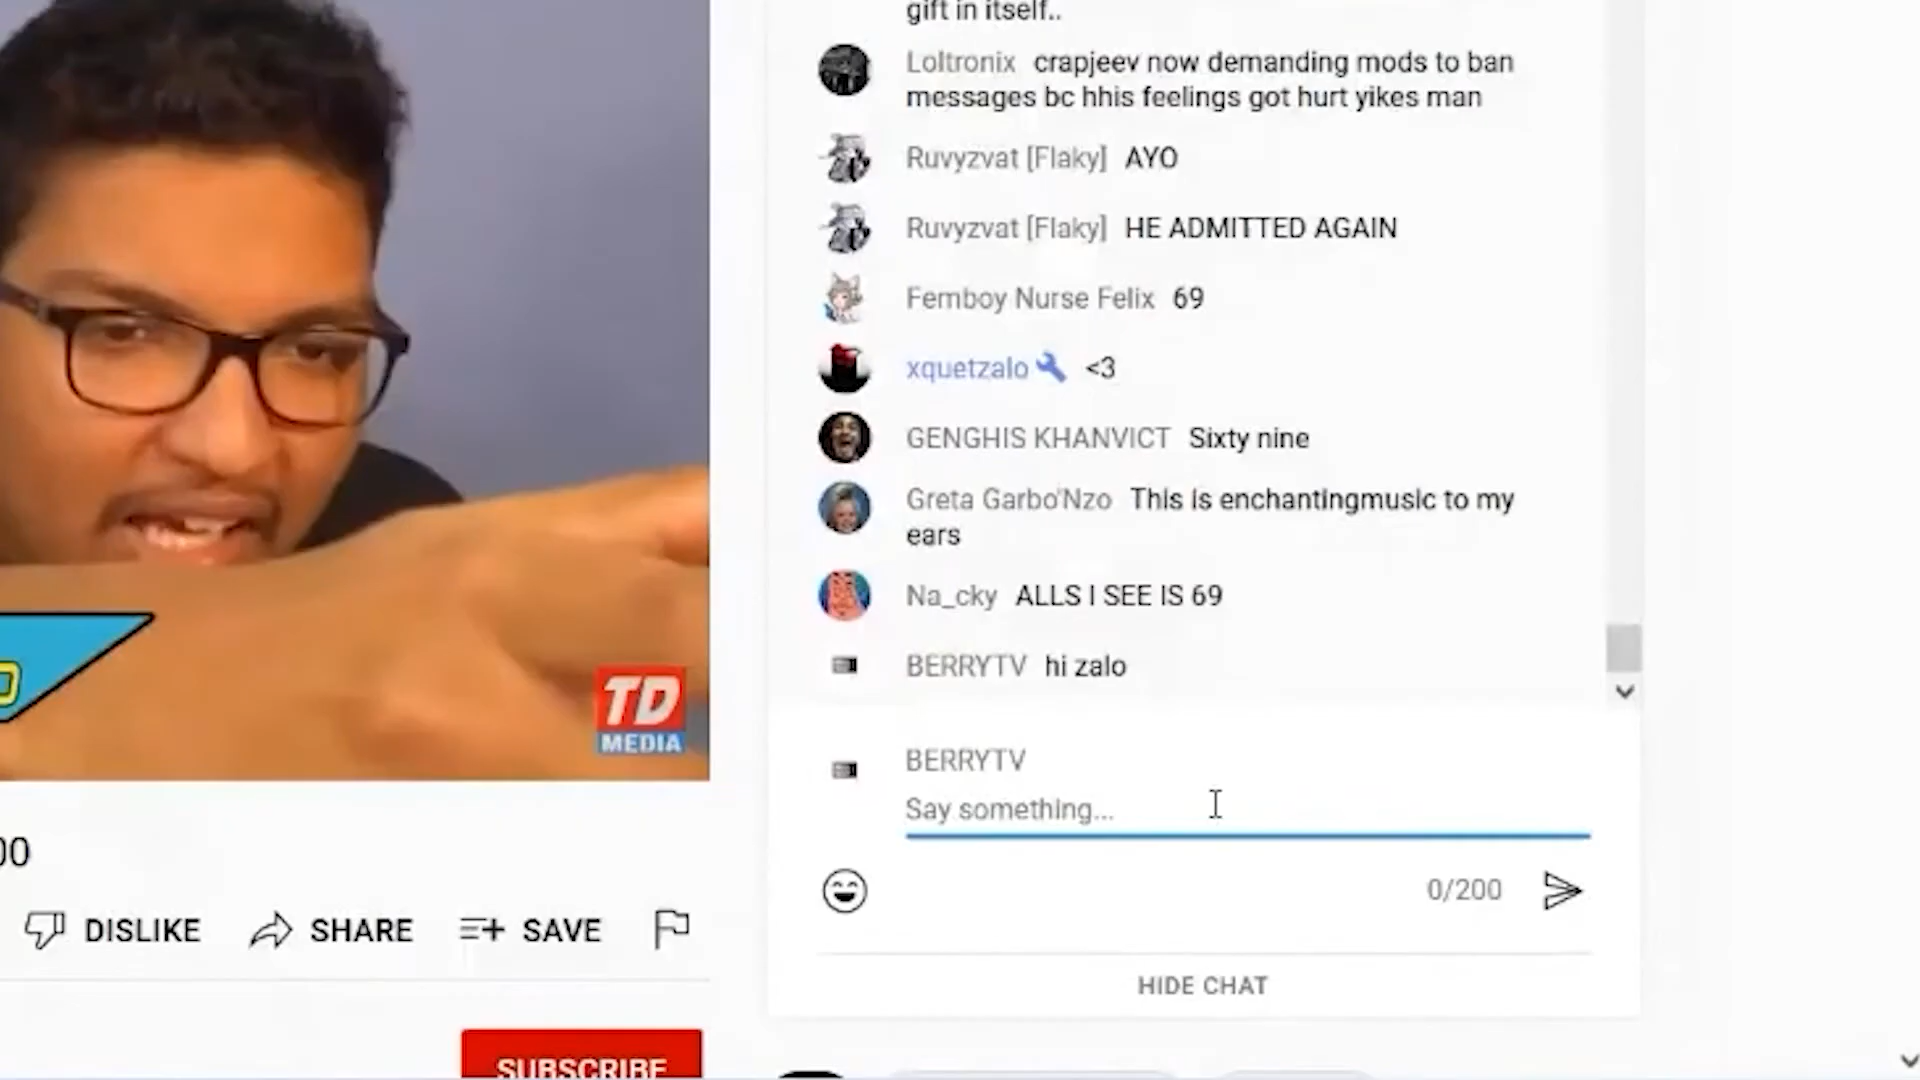 gift in itself..
Loltronix crapjeev now demanding mods to ban
messages bc hhis feelings got hurt yikes man
Ruvyzvat [Flaky] AYO
Ruvyzvat [Flaky] HE ADMITTED AGAIN
Femboy Nurse Felix 69
xquetzalo <3
GENGHIS KHANVICT Sixty nine
Greta Garbo'Nzo This is enchantingmusic to my
ears
Na_cky ALLS I SEE IS 69
BERRYTV hi zalo
TD
MEDIA
BERRYTV
Say something...
00
0/200
DISLIKE SHARE SAVE
HIDE CHAT
SUBSCRIBE